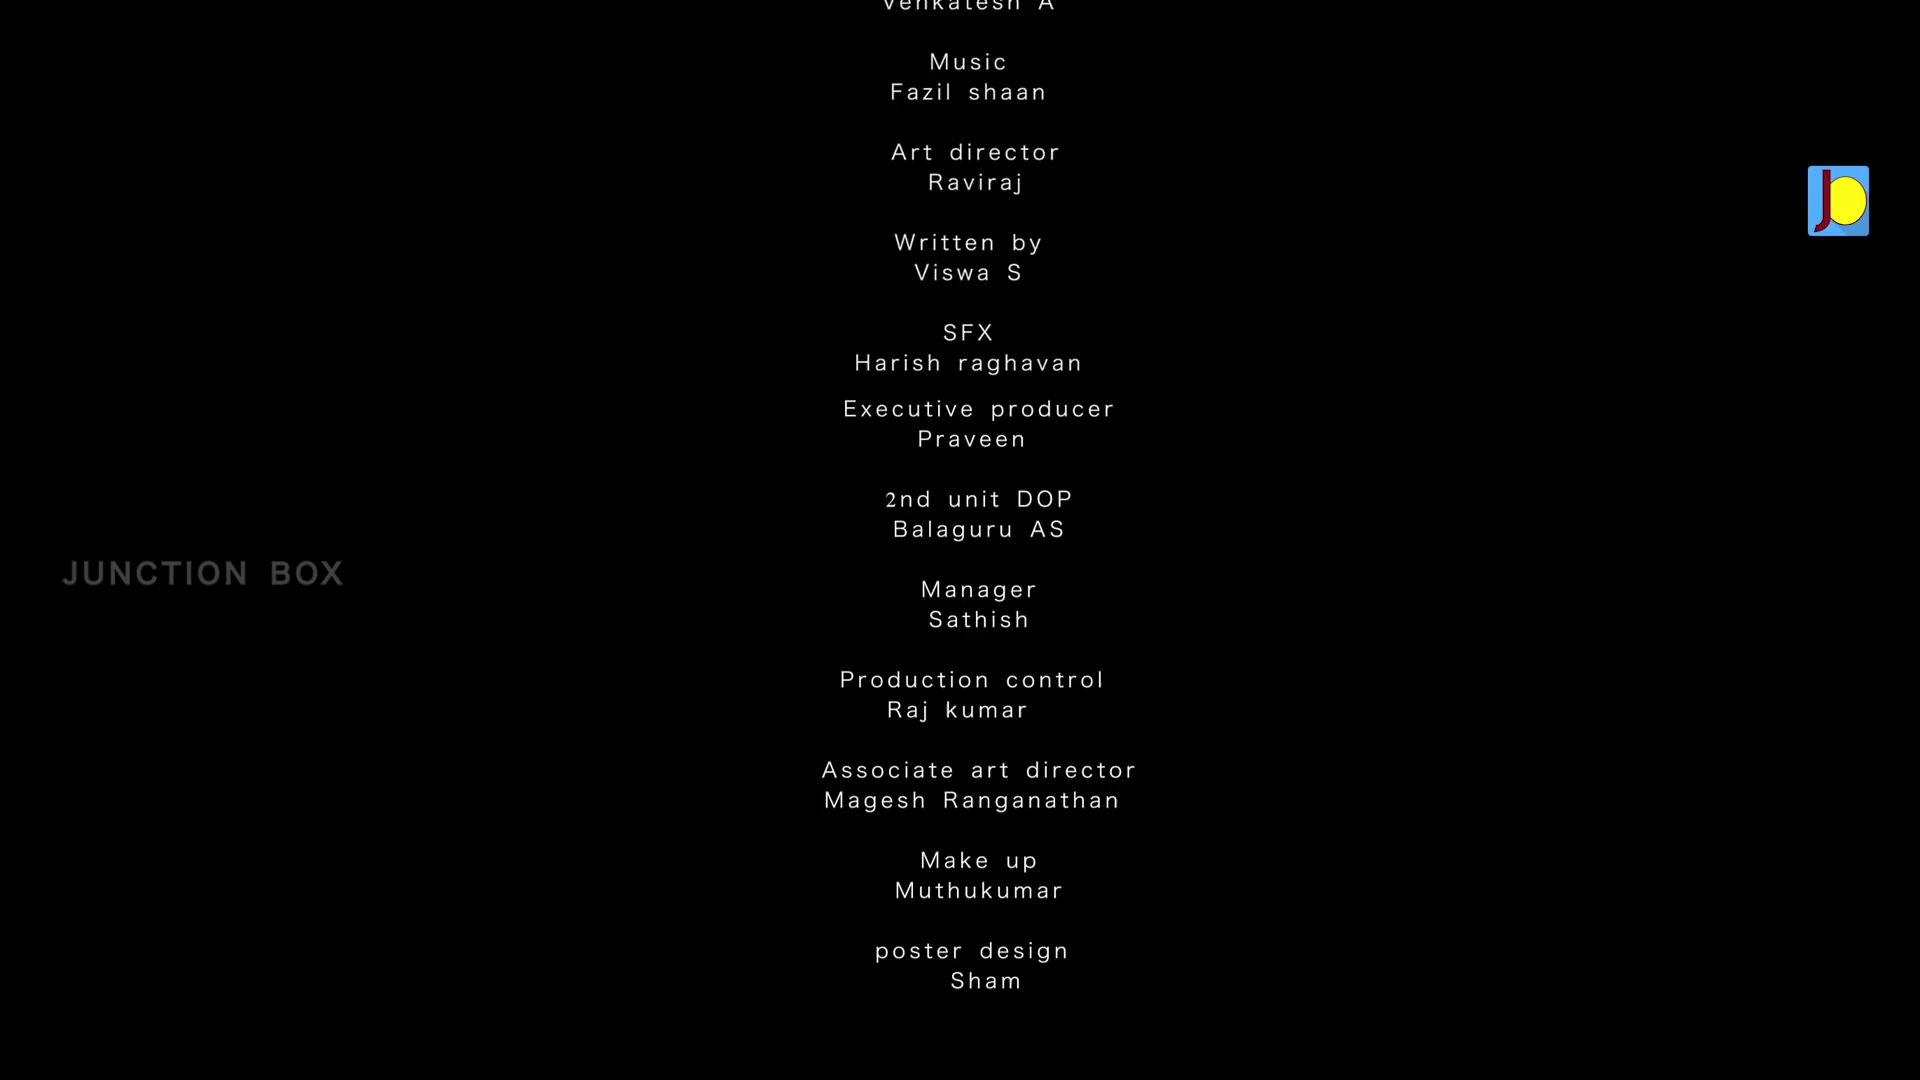 Venkatesh A
Music
Fazil shaan
Art director
Raviraj
Written by
Viswa S
SFX
Harish raghavan
Executive producer
Praveen
2nd unit DOP
Balaguru AS
Manager
Sathish
Production control
Raj kumar
Associate art director
Magesh Ranganathan
Make up
Muthukumar
poster design
Sham
JUNCTION BOX
Jb